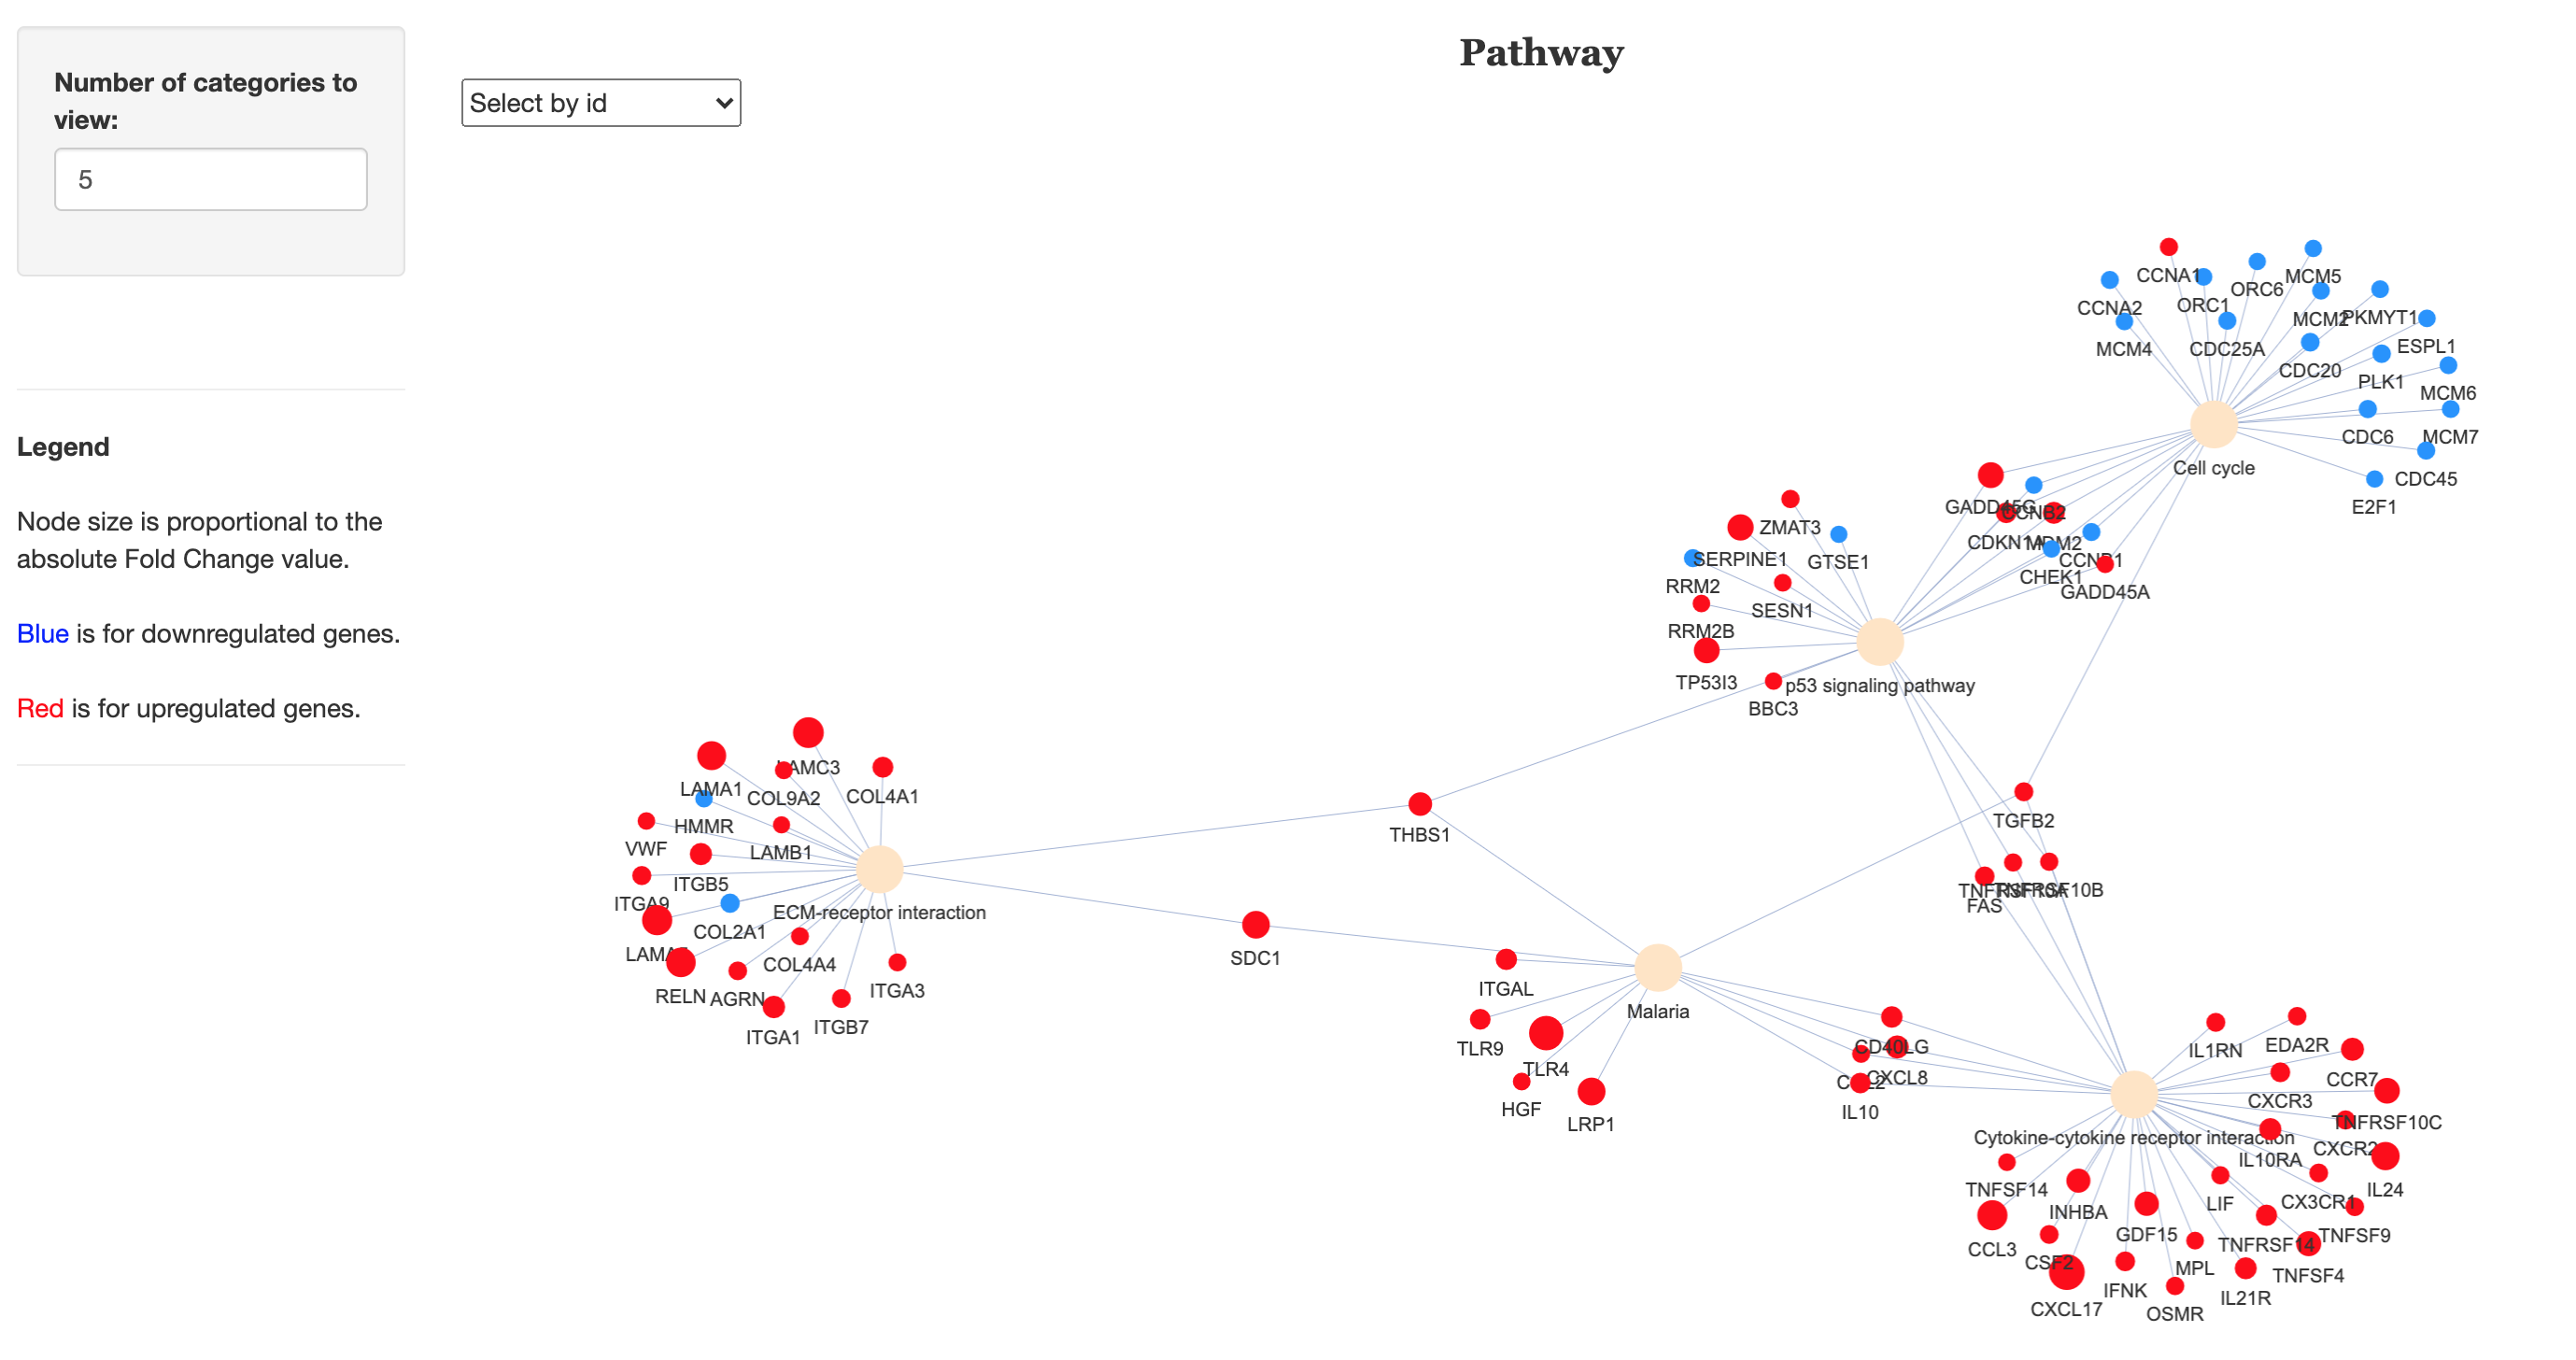 Pathway
Number of categories to
view:
5
Select by id
Legend
Node size is proportional to the
absolute Fold Change value.
Blue is for downregulated genes.
Red is for upregulated genes.
CCNA1
MCM5
ORC6
CCNA2
ORC1
MCM2
PKMYT1
MCM4
CDC25A
ESPL1
CDC20
PLK1
MCM6
CDC6
MCM7
Cell cycle
CDC45
E2F1
GADD45G
CCNB2
ZMAT3
CDKN1A
MDM2
SERPINE1
GTSE1
CCNB1
CHEK1
RRM2
GADD45A
SESN1
RRM2B
TP53I3
p53 signaling pathway
BBC3
LAMC3
LAMA1
COL9A2
COL4A1
HMMR
VWF
LAMB1
ITGB5
ITGA9
ECM-receptor interaction
COL2A1
COL4A4
RELN
AGRN
ITGA3
ITGA1
ITGB7
THBS1
TGFB2
TNFRSF10A
TNFRSF10B
FAS
SDC1
ITGAL
Malaria
TLR9
TLR4
HGF
LRP1
CD40LG
CXCL8
CCL2
IL10
IL1RN
EDA2R
CCR7
CXCR3
TNFRSF10C
Cytokine-cytokine receptor interaction
CXCR2
IL10RA
TNFSF14
IL24
LIF
CX3CR1
INHBA
GDF15
TNFSF9
CCL3
TNFRSF14
CSF2
MPL
TNFSF4
IFNK
IL21R
CXCL17
OSMR